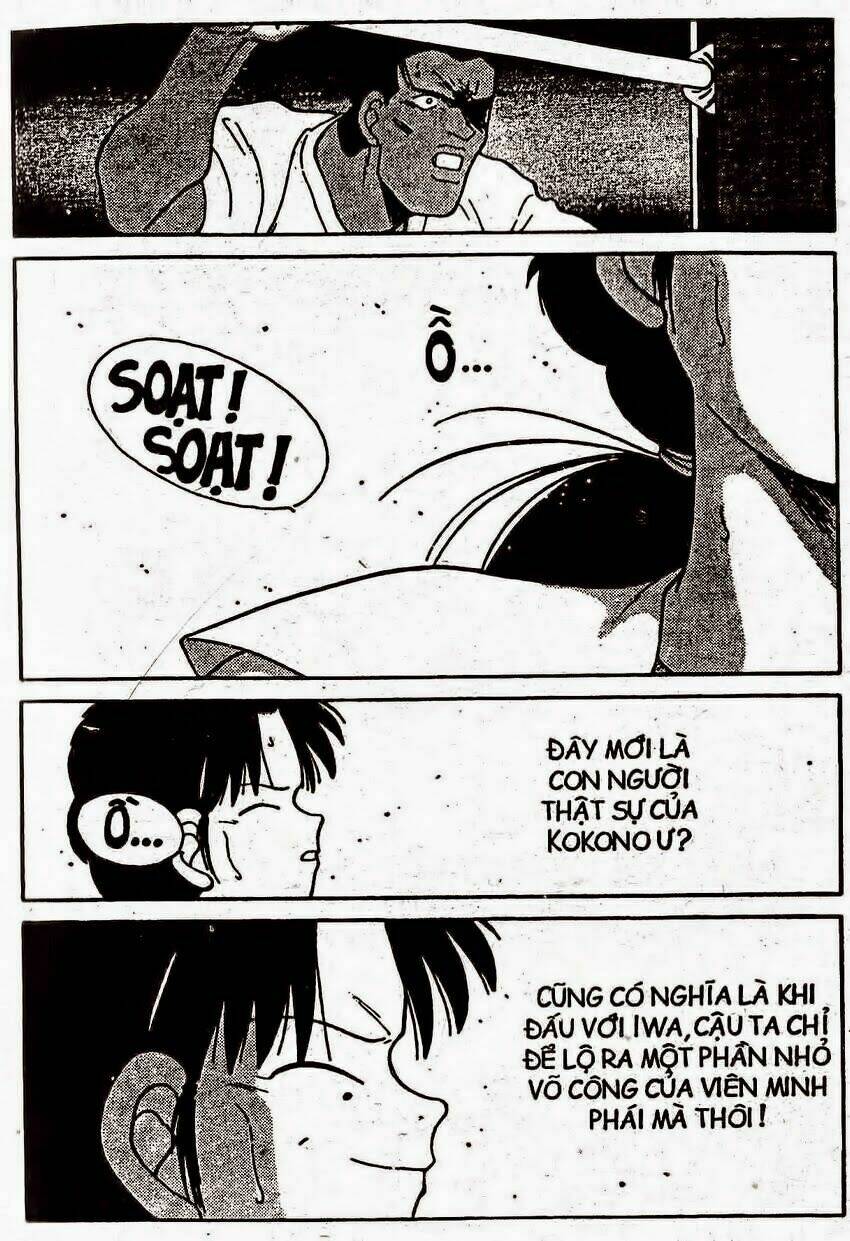 Ồ...
SOẠT!
SOẠT!
Ồ...
ĐÂY MỚI LÀ
CON NGƯỜI
THẬT SỰ CỦA
KOKONO Ư?
CŨNG CÓ NGHĨA LÀ KHI
ĐẤU VỚI IWA, CẬU TA CHỈ
ĐỂ LỘ RA MỘT PHẦN NHỎ
VÕ CÔNG CỦA VIÊN MINH
PHÁI MÀ THÔI!